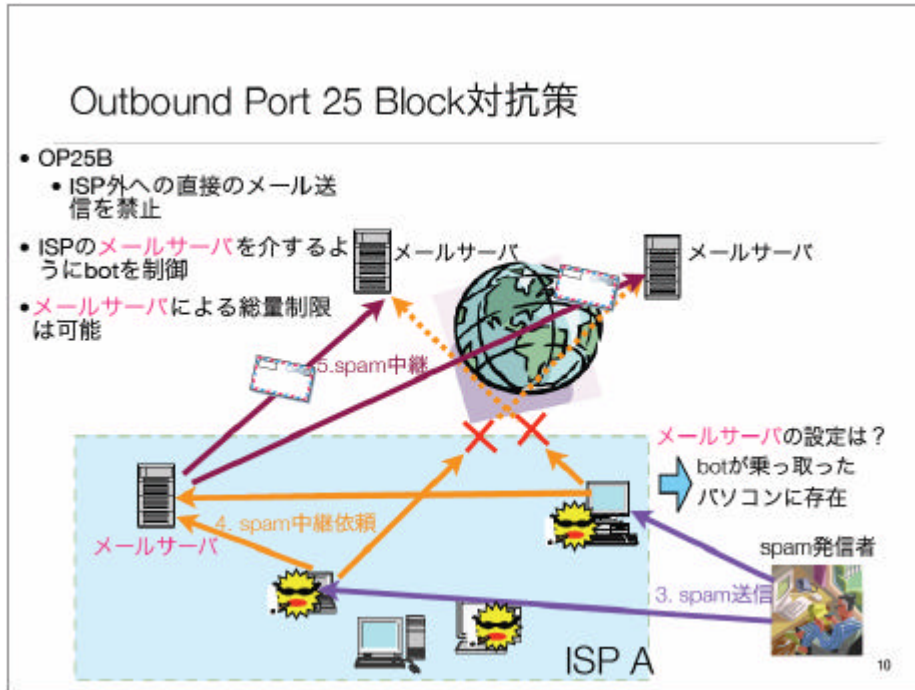 Outbound Port 25 Block対抗策
• OP25B
• ISP外への直接のメール送
信を禁止
• ISPのメールサーバを介するよ
うにbotを制御
•メールサーバによる総量制限
は可能
メールサーバ
メールサーバ
5.spam中継
メールサーバの設定は？
botが乗っ取った
パソコンに存在
4. spam中継依頼
メールサーバ
spam発信者
3. spam送信
ISP A
10